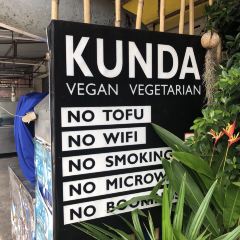 KUNDA
VEGAN VEGETARIAN
NO TOFU
NO WIFI
NO SMOKING
NO MICROW
NO